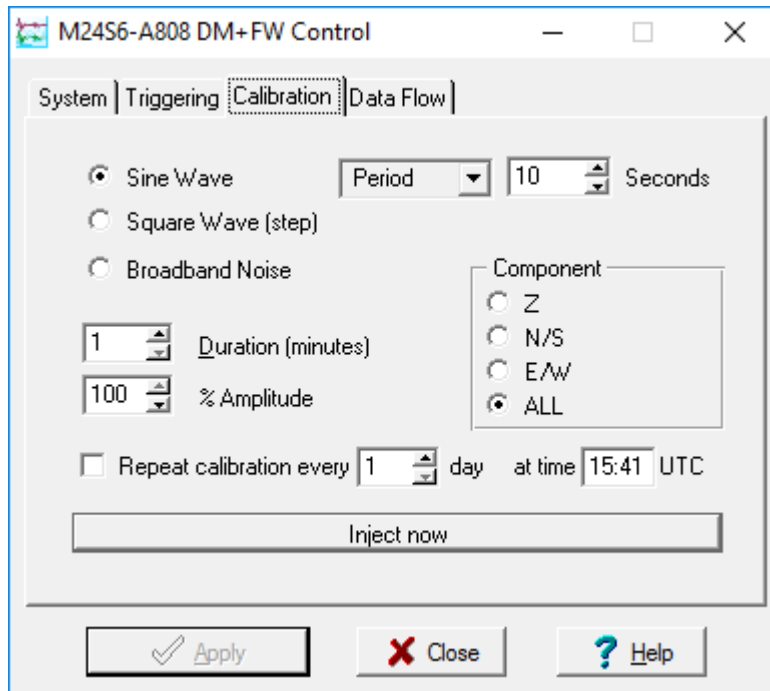 M24S6-A808 DM+FW Control
System Triggering Calibration Data Flow
Sine Wave Period 10 Seconds
Square Wave (step)
Broadband Noise
Component
Z
N/S
E/W
ALL
1 Duration (minutes)
100 % Amplitude
Repeat calibration every 1 day at time 15:41 UTC
Inject now
Apply Close ? Help